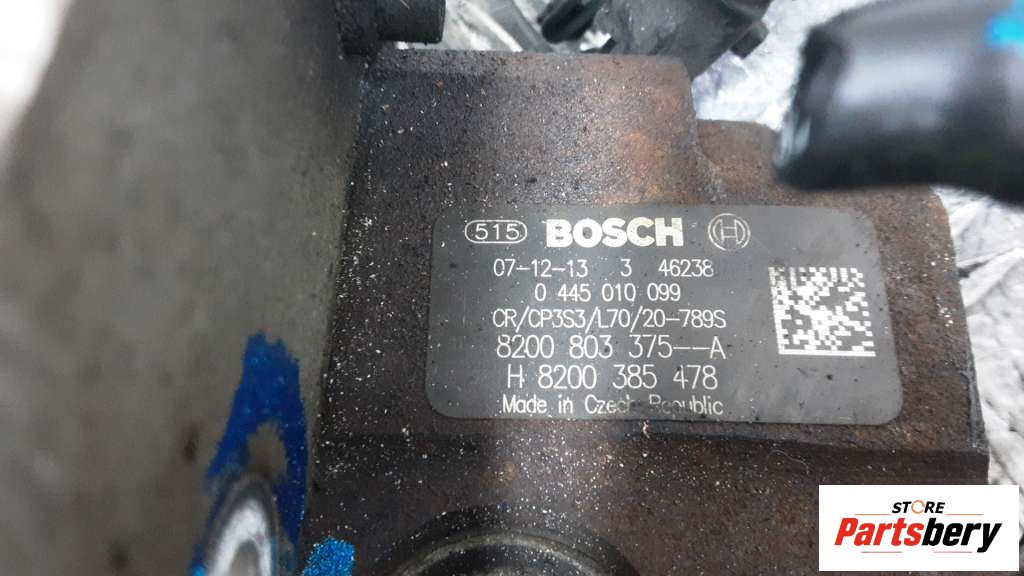 515 BOSCH
07-12-13 3 46238
0 445 010 099
CR/CP3S3/L70/20-789S
8200 803 375--A
H 8200 385 478
Made in Czech Republic
STORE
Partsbery